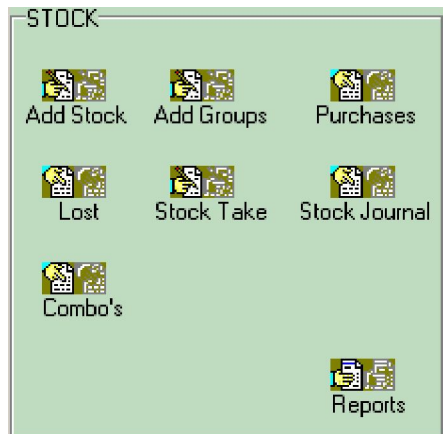 STOCK
Add Stock Add Groups Purchases
Lost Stock Take Stock Journal
Combo's
Reports